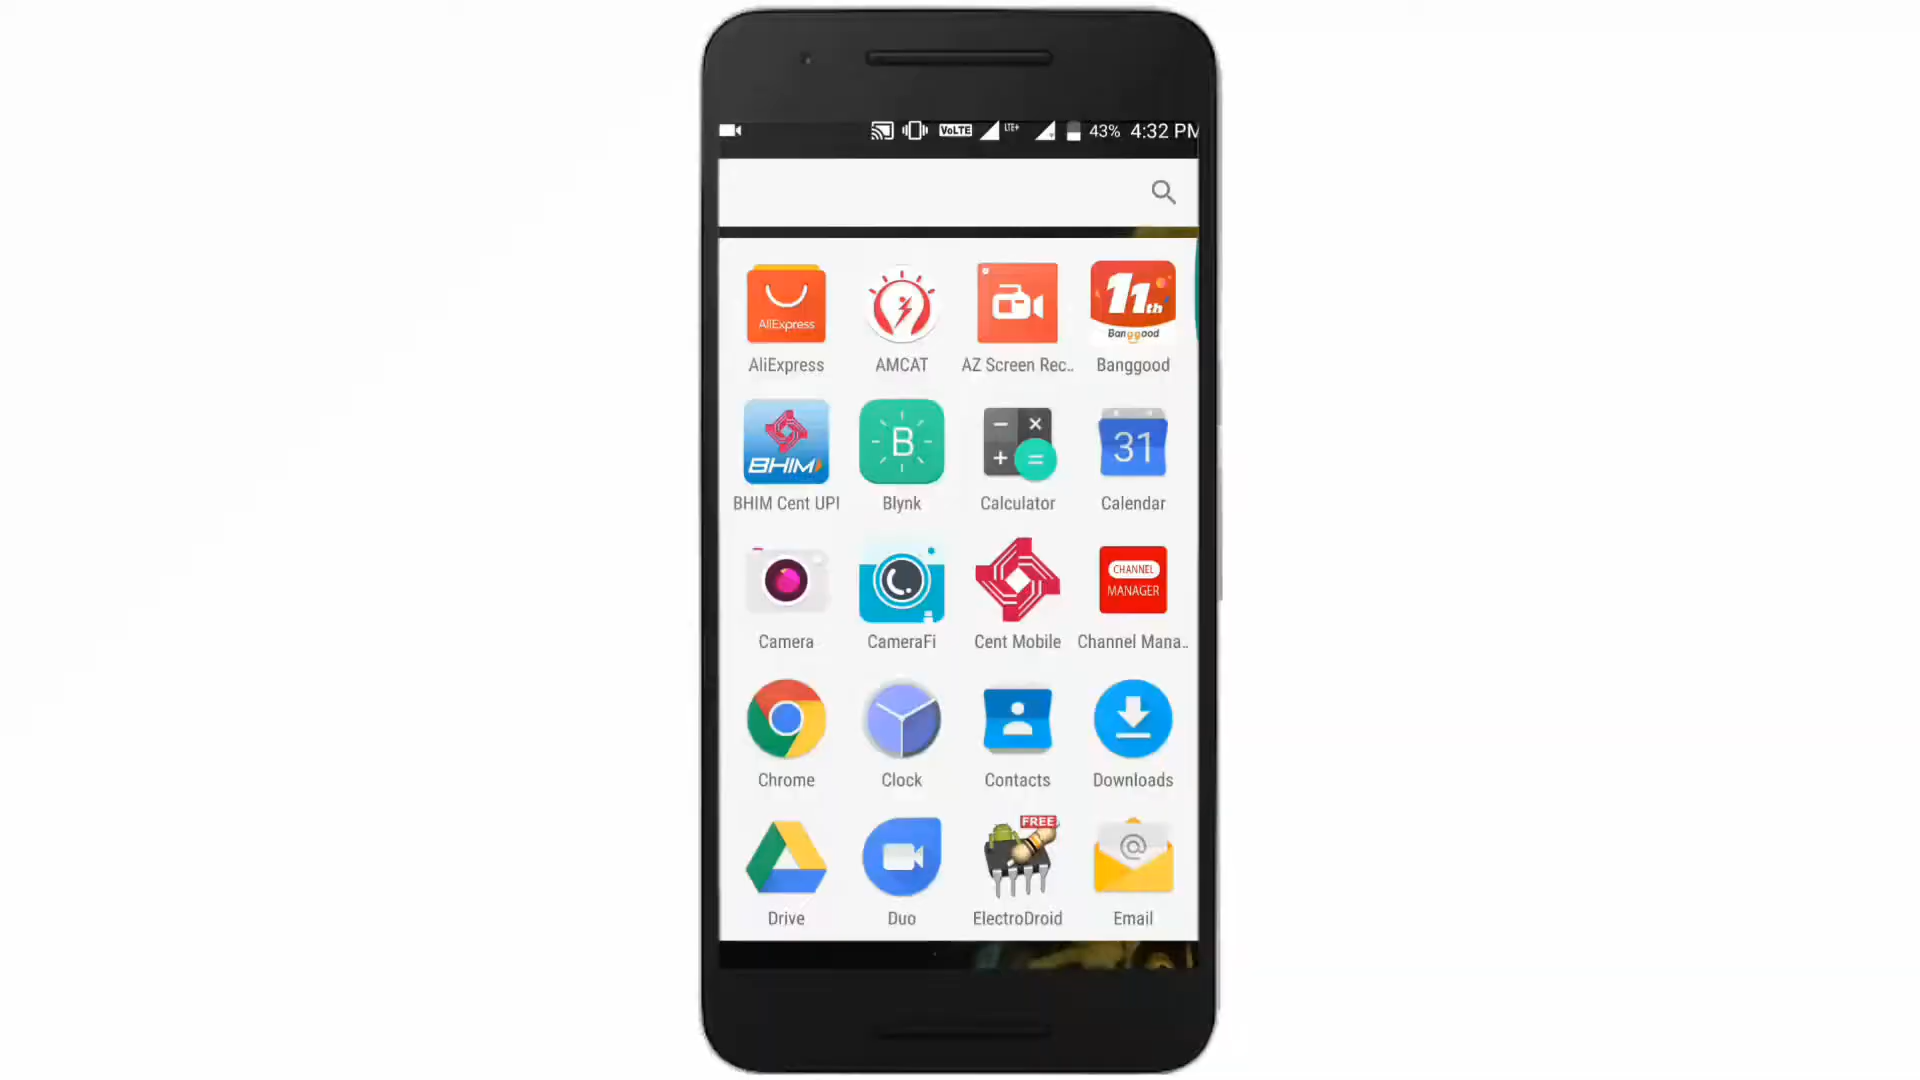 VoLTE LTE+ 43% 4:32 PM
AliExpress
11th
Banggood
AliExpress AMCAT AZ Screen Rec.. Banggood
BHIM
B
31
BHIM Cent UPI Blynk Calculator Calendar
CHANNEL
MANAGER
Camera CameraFi Cent Mobile Channel Mana..
Chrome Clock Contacts Downloads
FREE
@
Drive Duo ElectroDroid Email